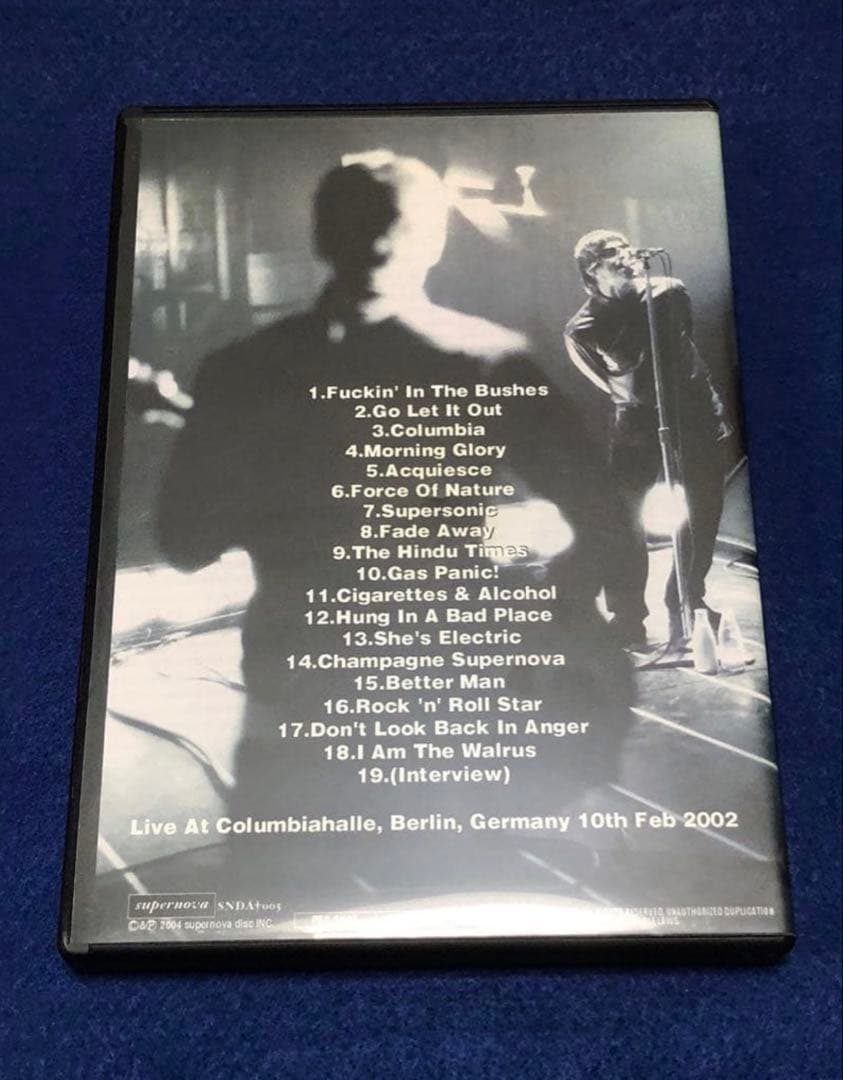 1.Fuckin' In The Bushes
2.Go Let It Out
3.Columbia
4.Morning Glory
5.Acquiesce
6.Force Of Nature
7.Supersonic
8.Fade Away
9.The Hindu Times
10.Gas Panic!
11.Cigarettes & Alcohol
12.Hung In A Bad Place
13.She's Electric
14.Champagne Supernova
15.Better Man
16.Rock 'n' Roll Star
17.Don't Look Back In Anger
18.I Am The Walrus
19.(Interview)
Live At Columbiahalle, Berlin, Germany 10th Feb 2002
supernova SNDA†005
©&℗ 2004 supernova disc INC.
UNAUTHORIZED DUPLICATION